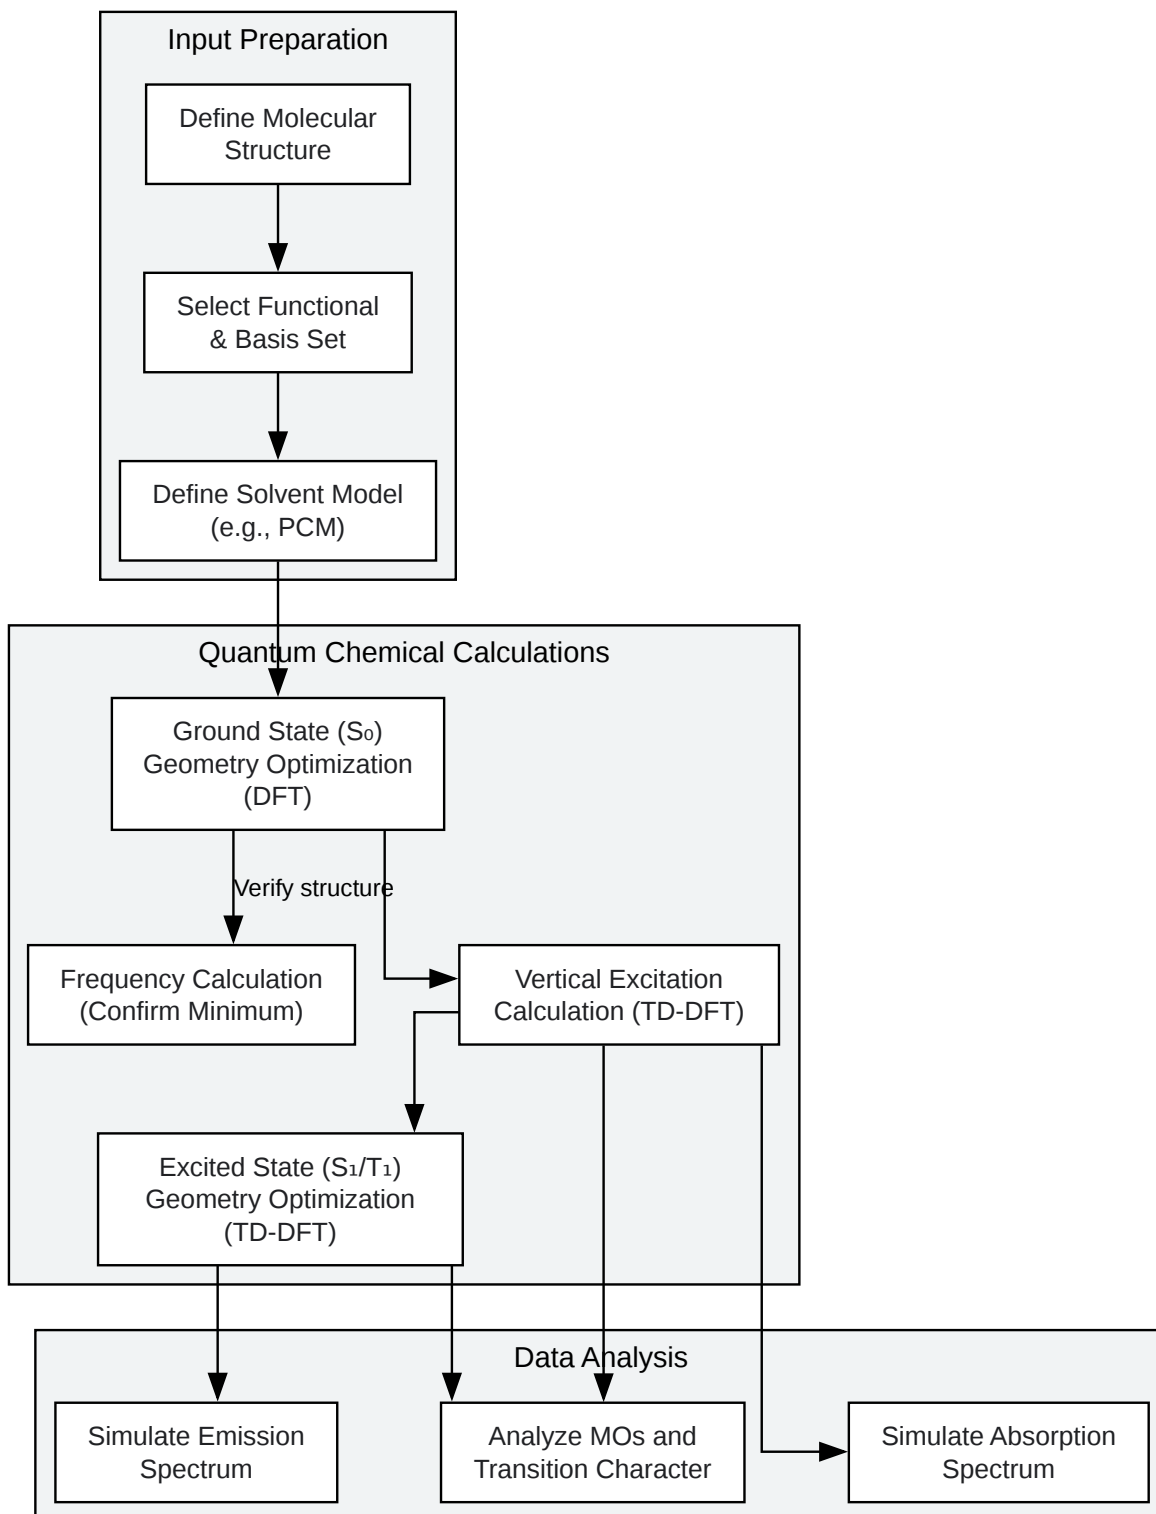 Input Preparation
Define Molecular
Structure
Select Functional
& Basis Set
Define Solvent Model
(e.g., PCM)
Quantum Chemical Calculations
Ground State (S₀)
Geometry Optimization
(DFT)
Verify structure
Frequency Calculation
(Confirm Minimum)
Vertical Excitation
Calculation (TD-DFT)
Excited State (S₁/T₁)
Geometry Optimization
(TD-DFT)
Data Analysis
Simulate Emission
Spectrum
Analyze MOs and
Transition Character
Simulate Absorption
Spectrum